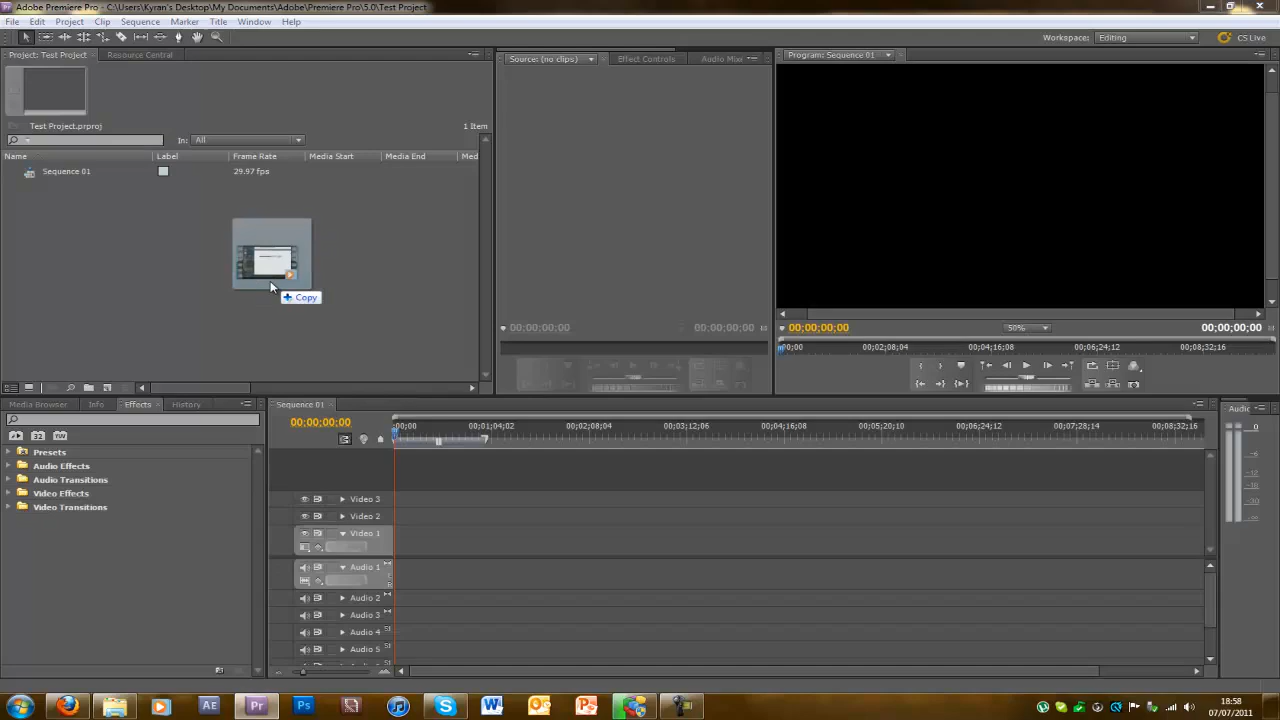 Adobe Premiere Pro - C:\Users\Kyran's Desktop\My Documents\Adobe\Premiere Pro\5.0\Test Project
File Edit Project Clip Sequence Marker Title Window Help
Workspace: Editing CS Live
Project: Test Project Resource Central
Source: (no clips) Effect Controls Audio Mix
Program: Sequence 01
Test Project.prproj 1 Item
In: All
Name Label Frame Rate Media Start Media End Med
Sequence 01 29.97 fps
Copy
00;00;00;00 00;00;00;00
00;00;00;00 50% 00;00;00;00
00;00 00;02;08;04 00;04;16;08 00;06;24;12 00;08;32;16
Media Browser Info Effects History
Sequence 01
Audio
00;00;00;00
00;00 00;01;04;02 00;02;08;04 00;03;12;06 00;04;16;08 00;05;20;10 00;06;24;12 00;07;28;14 00;08;32;16
0
-6
-12
-18
-30
Presets
Audio Effects
Audio Transitions
Video Effects
Video Transitions
Video 3
Video 2
Video 1
Audio 1
Audio 2
Audio 3
Audio 4
Audio 5
AE Pr Ps
18:58
07/07/2011